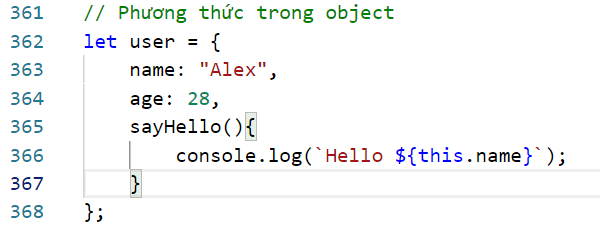 361 // Phương thức trong object
362 let user = {
363     name: "Alex",
364     age: 28,
365     sayHello(){
366         console.log(`Hello ${this.name}`);
367     }
368 };